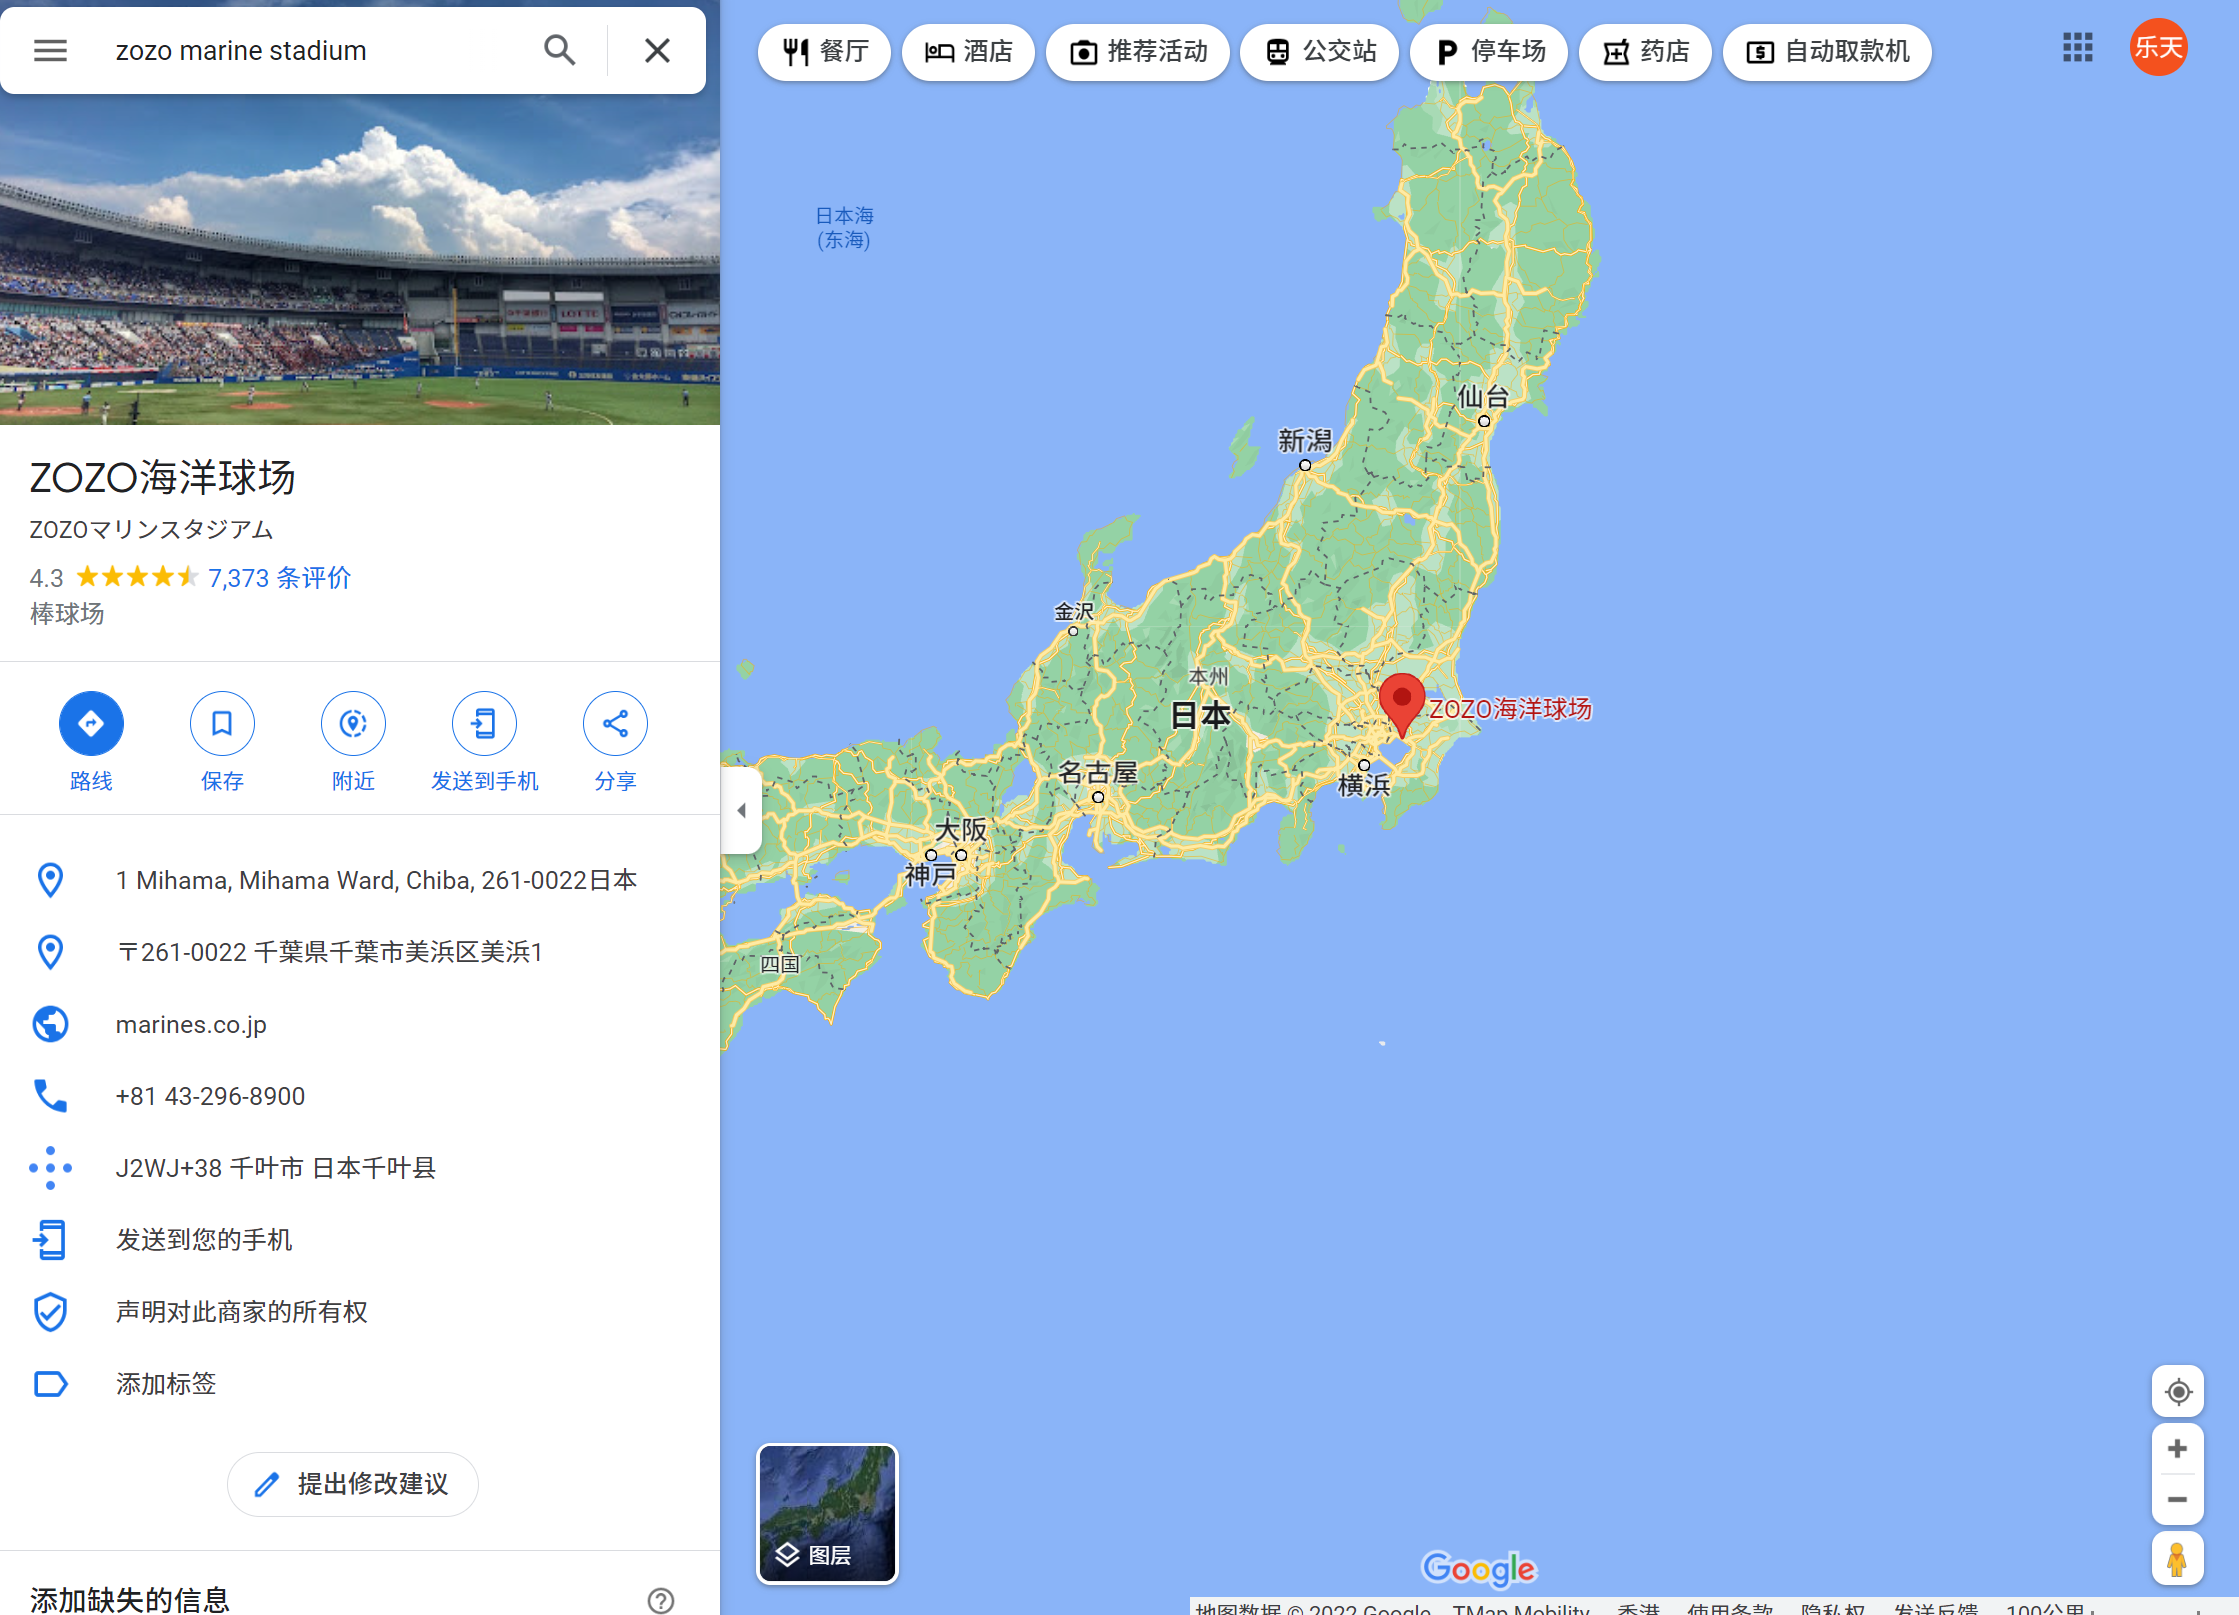 zozo marine stadium
餐厅
酒店
推荐活动
公交站
停车场
药店
自动取款机
乐天
LOTTC
ZOZO海洋球场
ZOZOマリンスタジアム
4.3 7,373 条评价
棒球场
路线
保存
附近
发送到手机
分享
1 Mihama, Mihama Ward, Chiba, 261-0022日本
〒261-0022 千葉県千葉市美浜区美浜1
marines.co.jp
+81 43-296-8900
J2WJ+38 千叶市 日本千叶县
发送到您的手机
声明对此商家的所有权
添加标签
提出修改建议
添加缺失的信息
日本海
(东海)
仙台
新潟
金沢
本州
日本
ZOZO海洋球场
名古屋
横浜
大阪
神戸
四国
图层
Google
地图数据 © 2022 Google TMap Mobility 香港 使用条款 隐私权 发送反馈 100公里